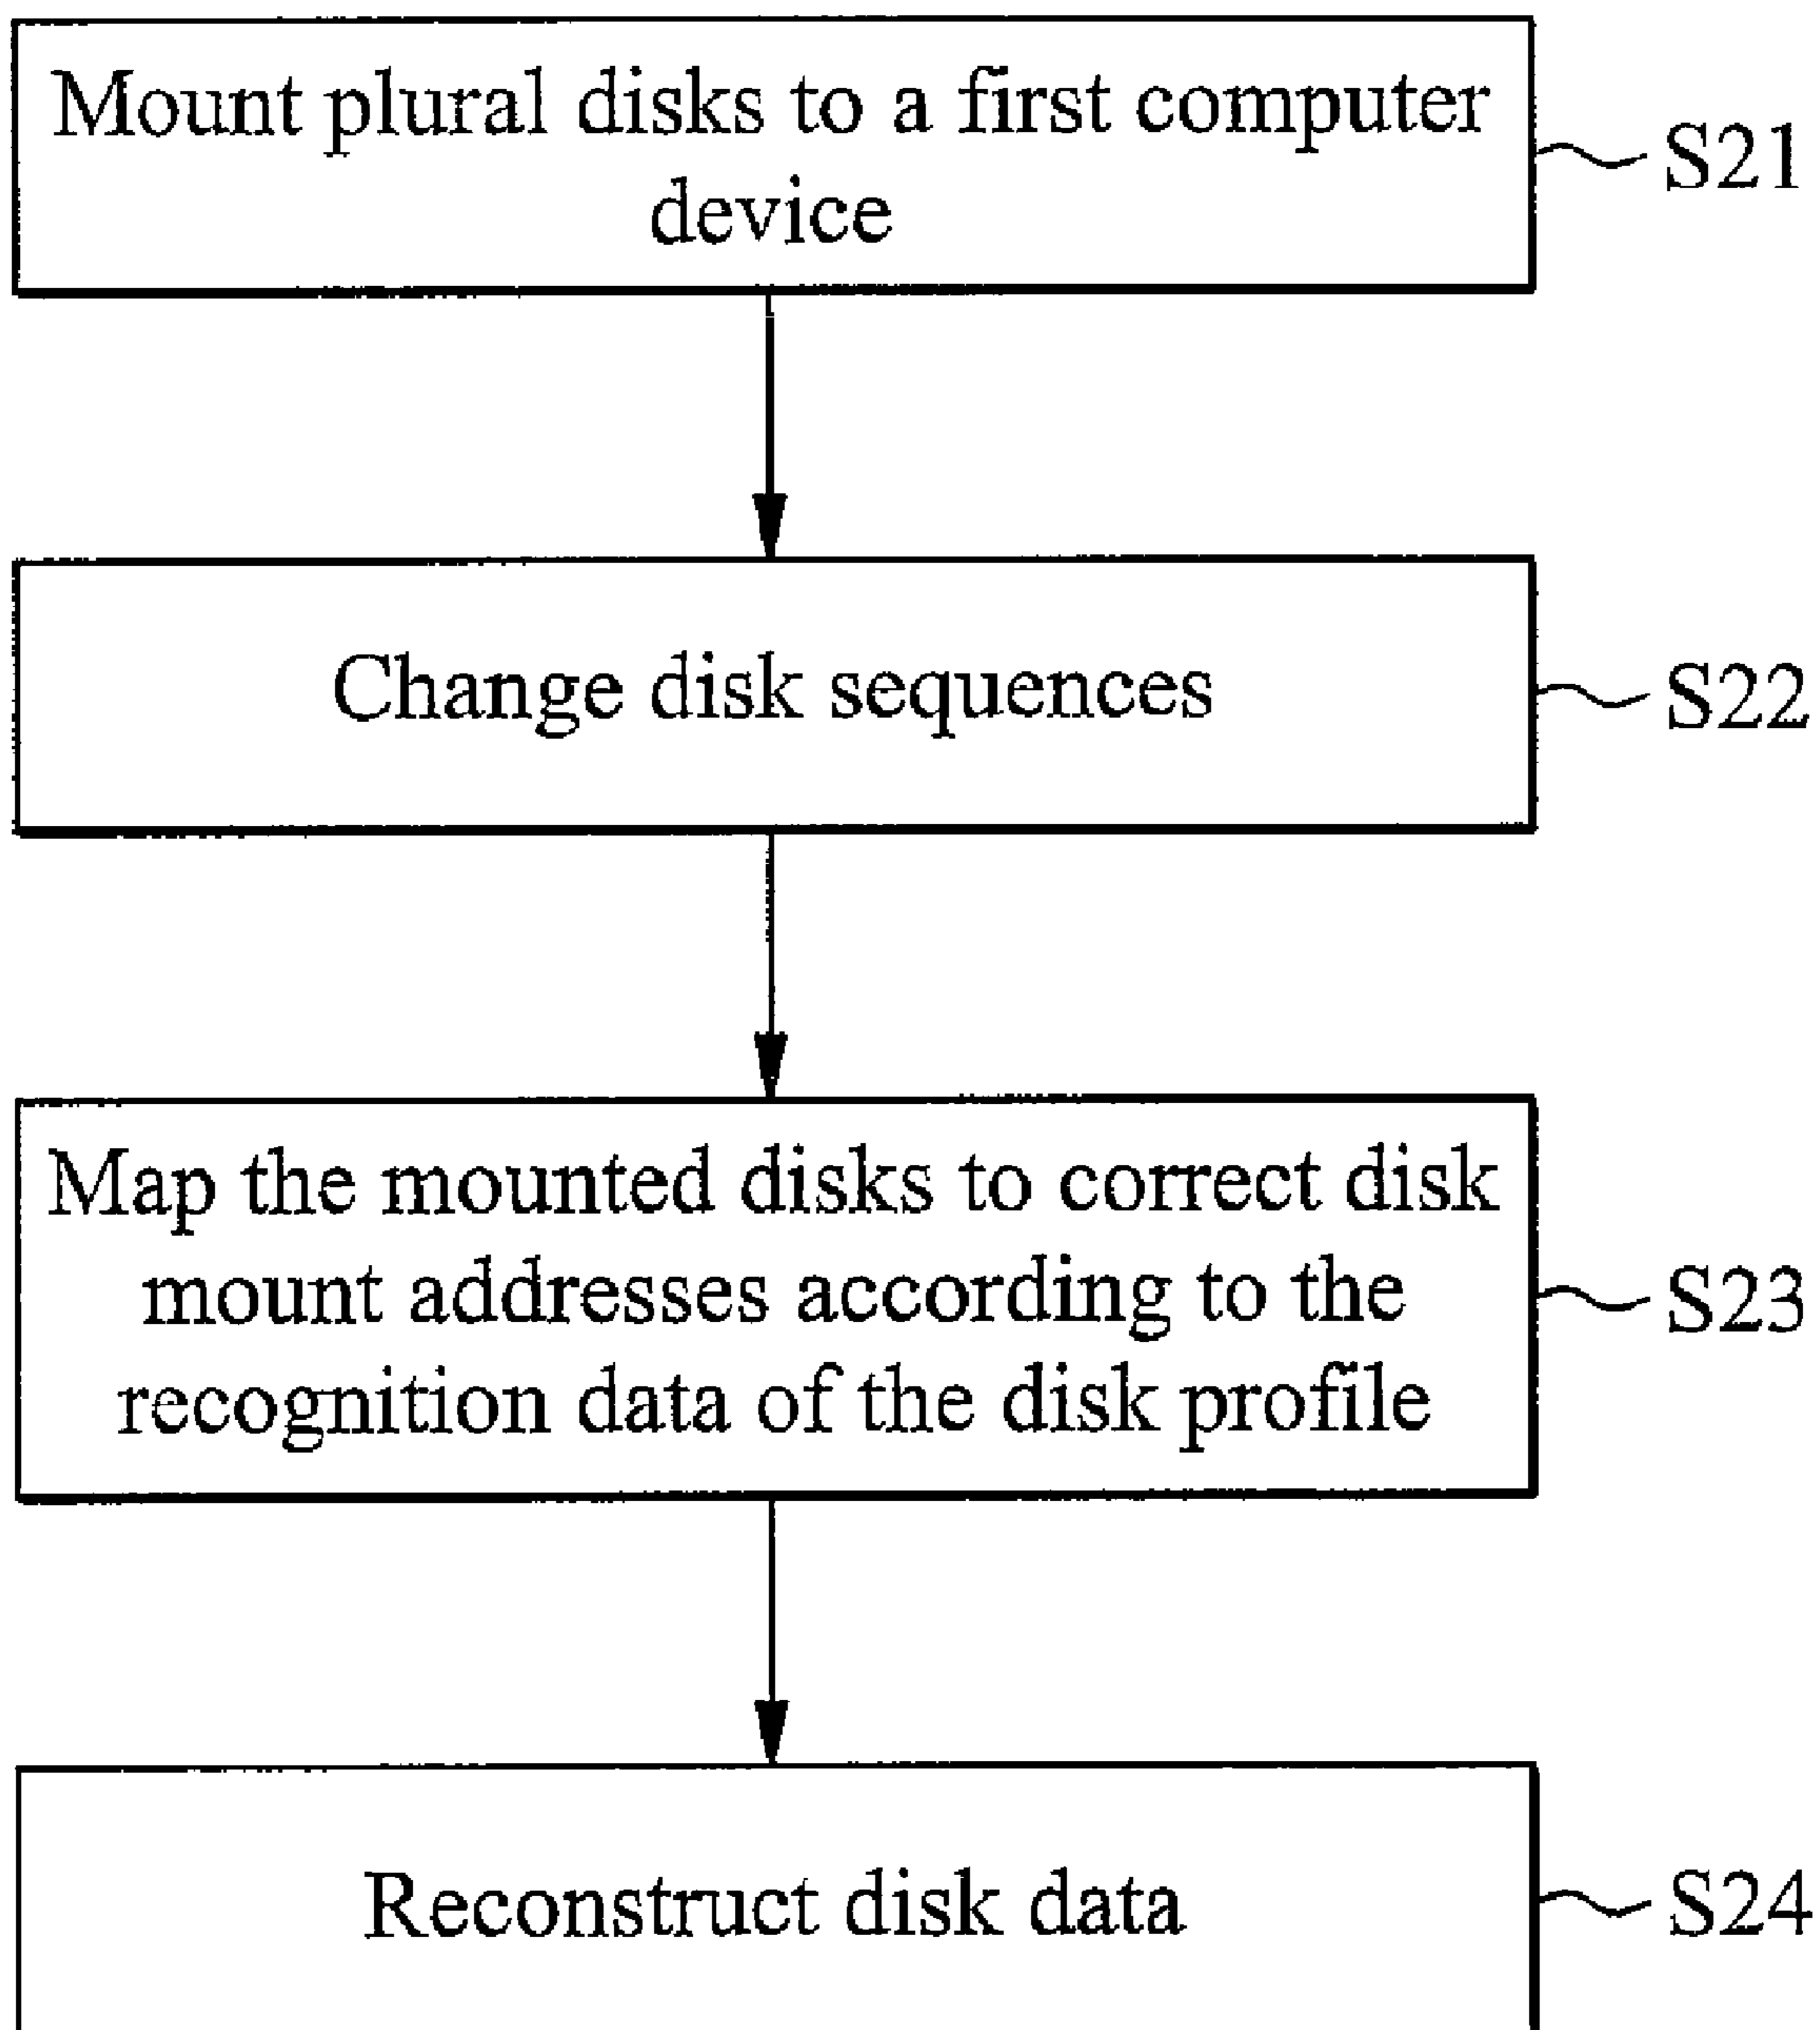 Mount plural disks to a first computer
device
S21
Change disk sequences
S22
Map the mounted disks to correct disk
mount addresses according to the
recognition data of the disk profile
S23
Reconstruct disk data
S24